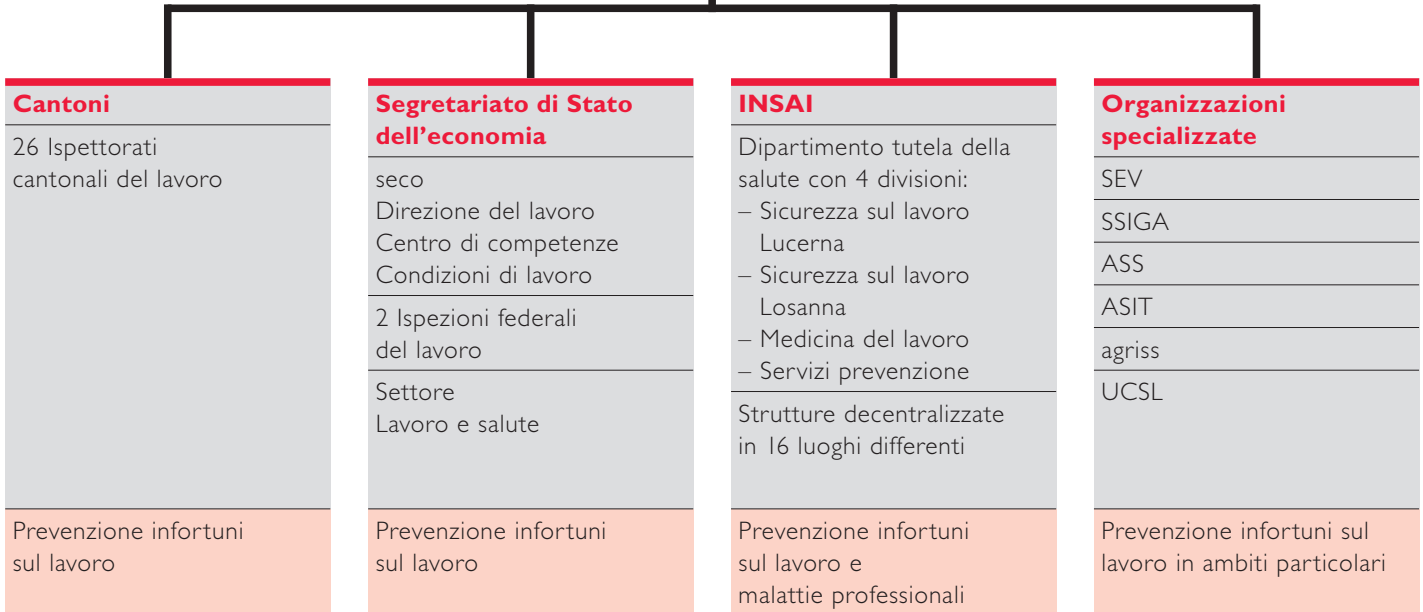 Cantoni
26 Ispettorati
cantonali del lavoro
Prevenzione infortuni
sul lavoro
Segretariato di Stato
dell’economia
seco
Direzione del lavoro
Centro di competenze
Condizioni di lavoro
2 Ispezioni federali
del lavoro
Settore
Lavoro e salute
Prevenzione infortuni
sul lavoro
INSAI
Dipartimento tutela della
salute con 4 divisioni:
– Sicurezza sul lavoro
Lucerna
– Sicurezza sul lavoro
Losanna
– Medicina del lavoro
– Servizi prevenzione
Strutture decentralizzate
in 16 luoghi differenti
Prevenzione infortuni
sul lavoro e
malattie professionali
Organizzazioni
specializzate
SEV
SSIGA
ASS
ASIT
agriss
UCSL
Prevenzione infortuni sul
lavoro in ambiti particolari